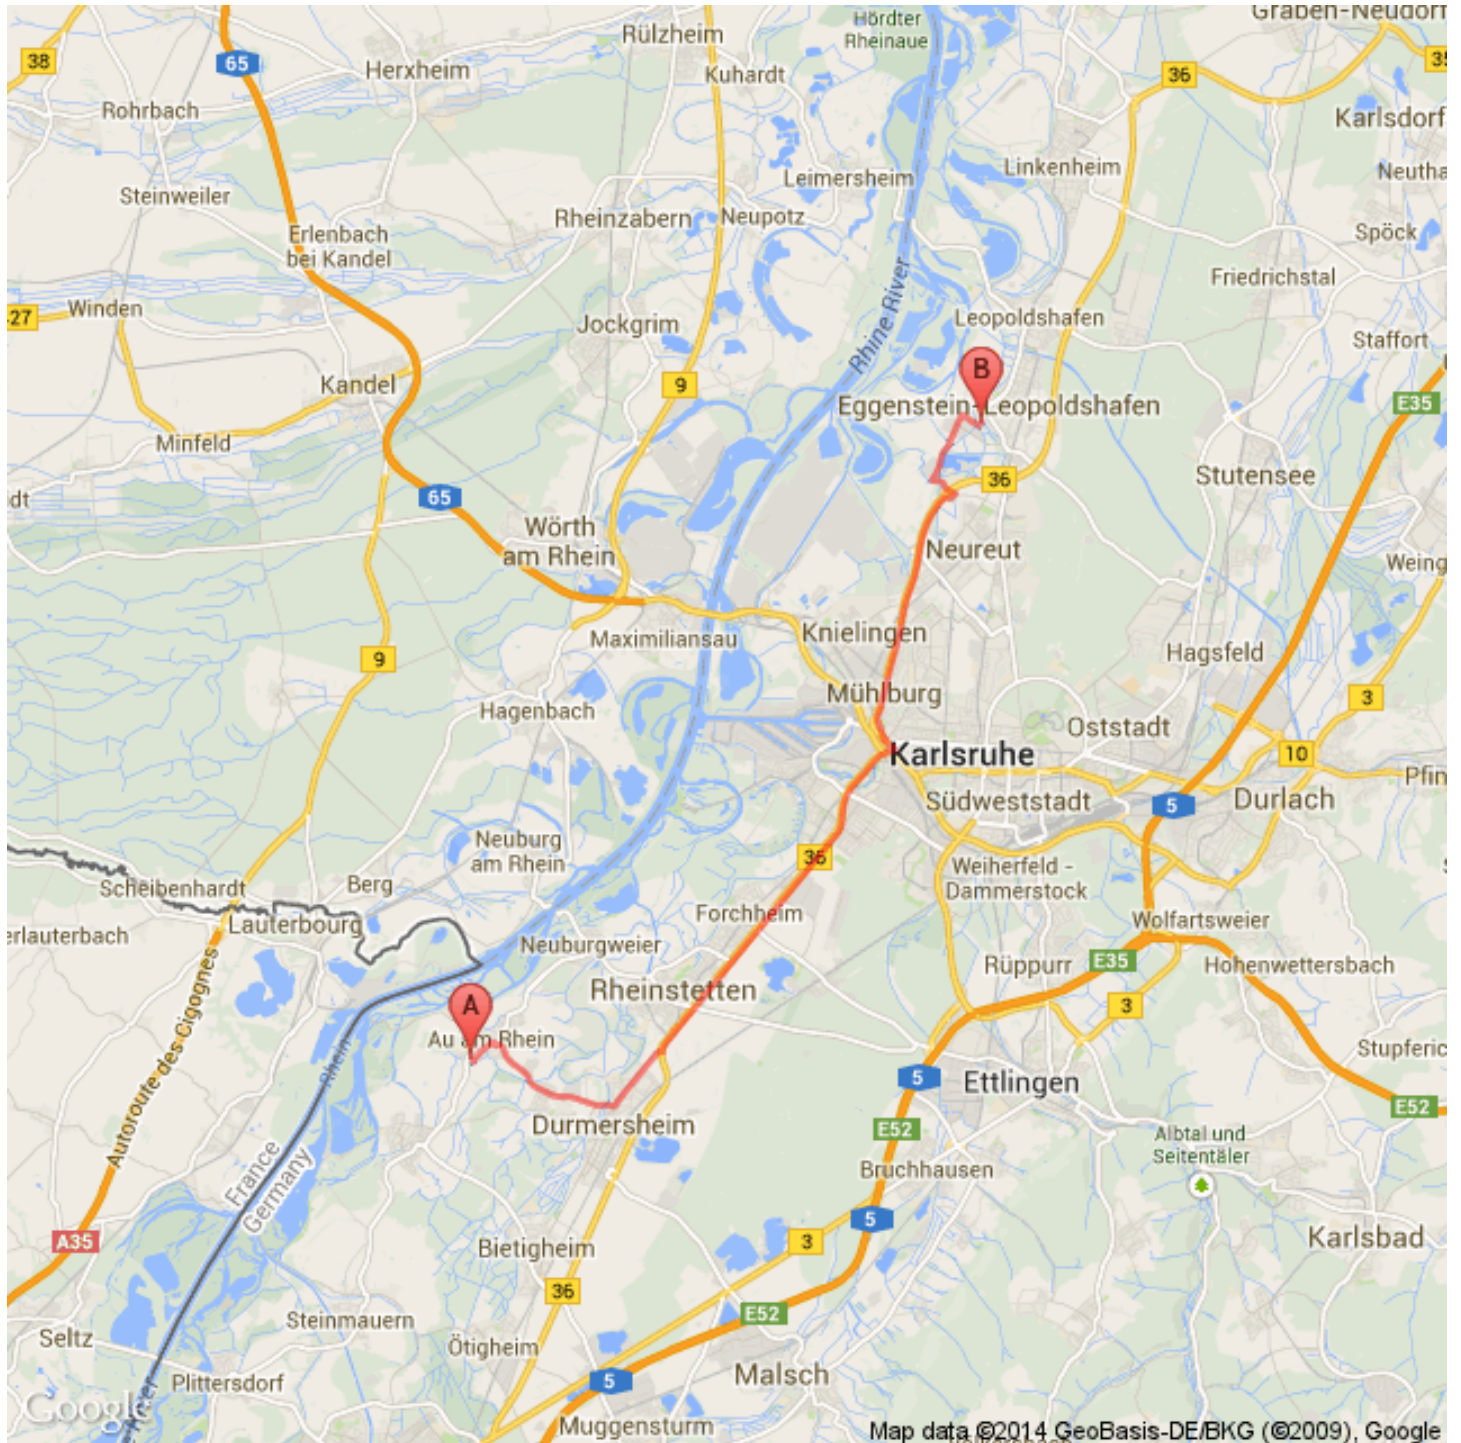 Graben-Neudorf
Hördter
Rheinaue
Rülzheim
38
65
Herxheim
Kuhardt
36
Rohrbach
Karlsdorf
Linkenheim
Neutha
Leimersheim
Steinweiler
Rheinzabern
Neupotz
Erlenbach
bei Kandel
Spöck
Friedrichstal
Rhine River
Winden
27
Jockgrim
Leopoldshafen
Staffort
B
Kandel
9
E35
Eggenstein-Leopoldshafen
Minfeld
36
Stutensee
65
dt
Wörth
am Rhein
Neureut
Weing
Maximiliansau
Knielingen
Hagsfeld
9
Mühlburg
3
Hagenbach
Oststadt
Karlsruhe
10
Pfin
Südweststadt
5
Durlach
Neuburg
am Rhein
36
Weiherfeld -
Dammerstock
Scheibenhardt
Berg
Forchheim
Wolfartsweier
Lauterbourg
erlauterbach
Neuburgweier
Rüppurr
E35
Hohenwettersbach
Rheinstetten
3
A
Au am Rhein
Stupferic
Autoroute des Cigognes
Rhein
5
Ettlingen
E52
Durmersheim
E52
Albtal und
Seitentäler
France
Germany
Bruchhausen
5
A35
Bietigheim
3
Karlsbad
36
E52
Steinmauern
Seltz
Ötigheim
Malsch
Plittersdorf
5
Google
Muggensturm
Map data ©2014 GeoBasis-DE/BKG (©2009), Google